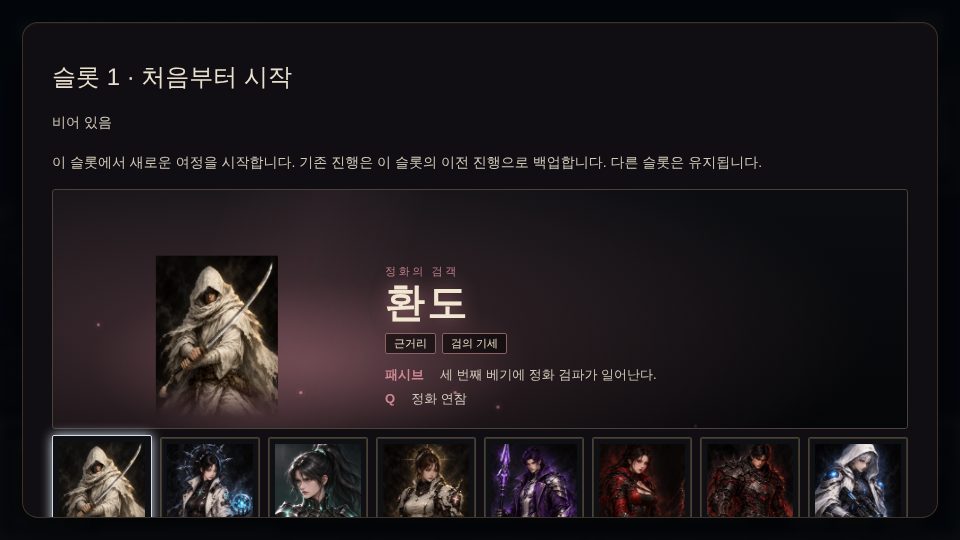 슬롯 1 · 처음부터 시작
비어 있음
이 슬롯에서 새로운 여정을 시작합니다. 기존 진행은 이 슬롯의 이전 진행으로 백업합니다. 다른 슬롯은 유지됩니다.
정화의 검객
환도
근거리 검의 기세
패시브 세 번째 베기에 정화 검파가 일어난다.
Q 정화 연참